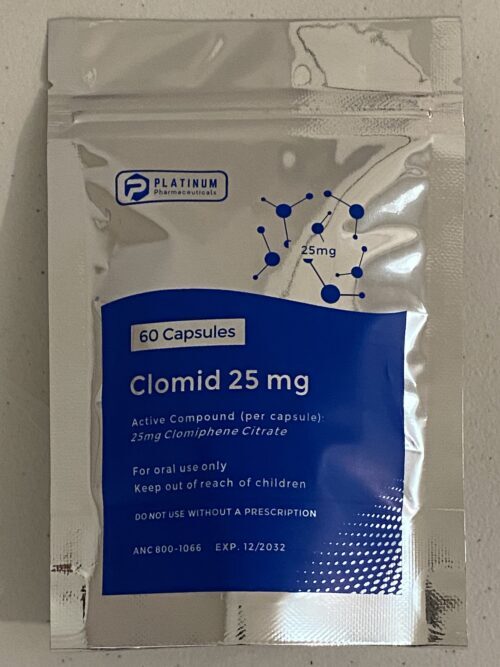 PLATINUM
Pharmaceuticals
25mg
60 Capsules
Clomid 25 mg
Active Compound (per capsule):
25mg Clomiphene Citrate
For oral use only
Keep out of reach of children
DO NOT USE WITHOUT A PRESCRIPTION
ANC 800-1066 EXP. 12/2032